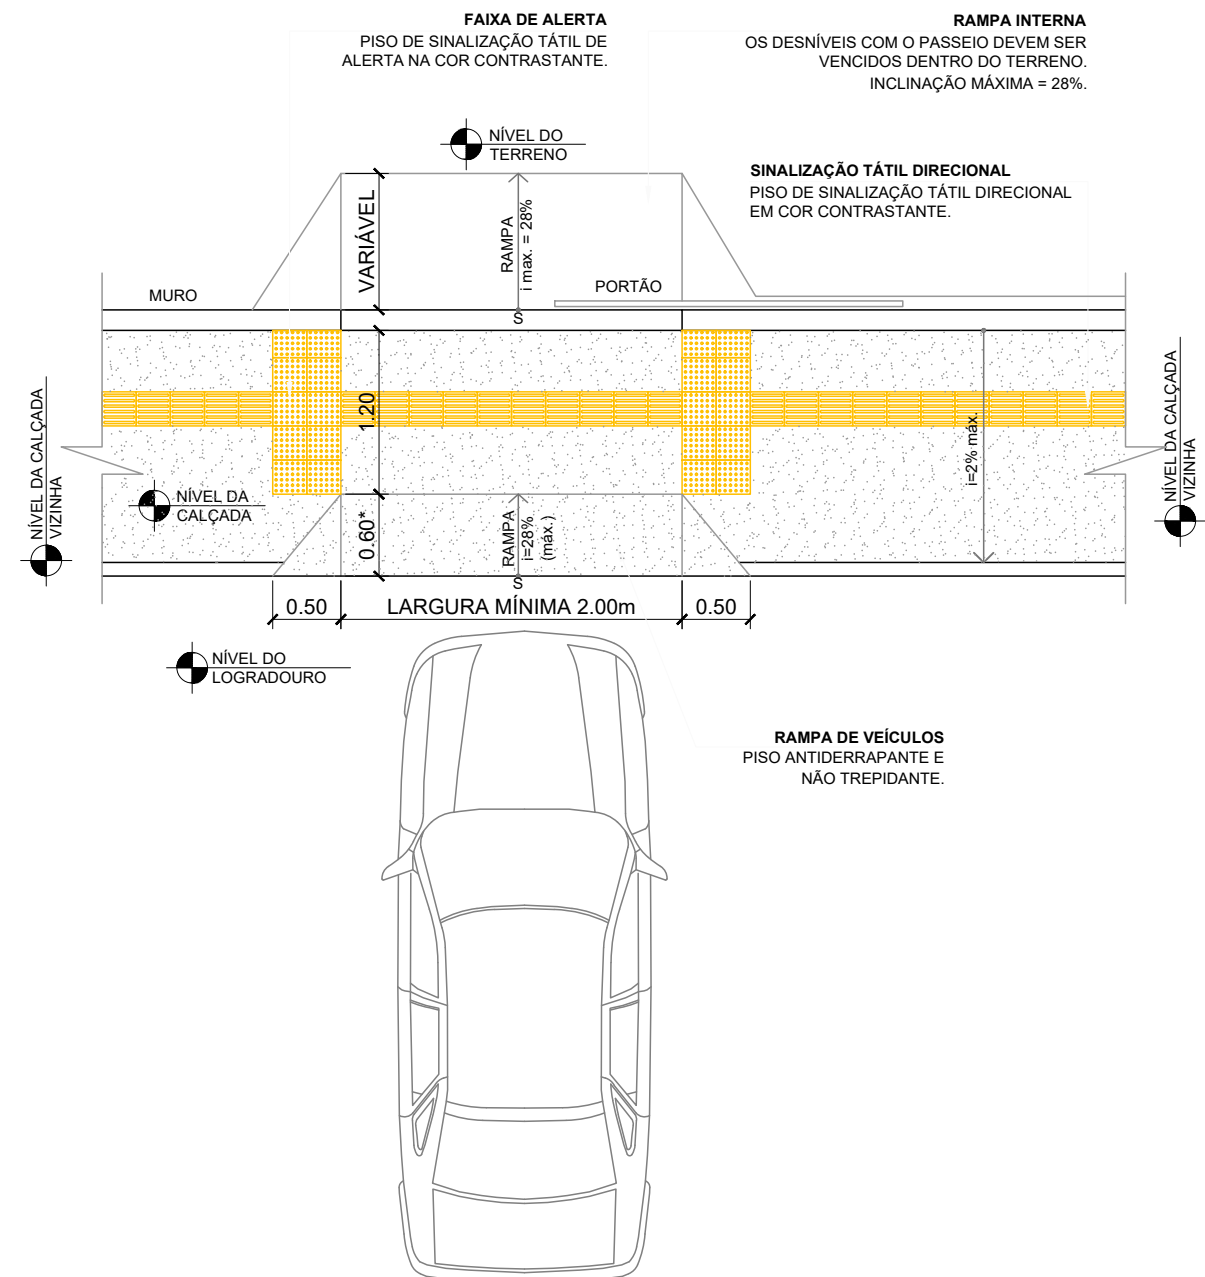 FAIXA DE ALERTA
PISO DE SINALIZAÇÃO TÁTIL DE
ALERTA NA COR CONTRASTANTE.
RAMPA INTERNA
OS DESNÍVEIS COM O PASSEIO DEVEM SER
VENCIDOS DENTRO DO TERRENO.
INCLINAÇÃO MÁXIMA = 28%.
NÍVEL DO
TERRENO
SINALIZAÇÃO TÁTIL DIRECIONAL
PISO DE SINALIZAÇÃO TÁTIL DIRECIONAL
EM COR CONTRASTANTE.
VARIÁVEL
RAMPA
i max. = 28%
MURO
PORTÃO
S
1.20
NÍVEL DA CALÇADA
VIZINHA
NÍVEL DA
CALÇADA
i=2% máx.
NÍVEL DA CALÇADA
VIZINHA
0.60*
RAMPA
i=28%
(máx.)
S
0.50
LARGURA MÍNIMA 2.00m
0.50
NÍVEL DO
LOGRADOURO
RAMPA DE VEÍCULOS
PISO ANTIDERRAPANTE E
NÃO TREPIDANTE.